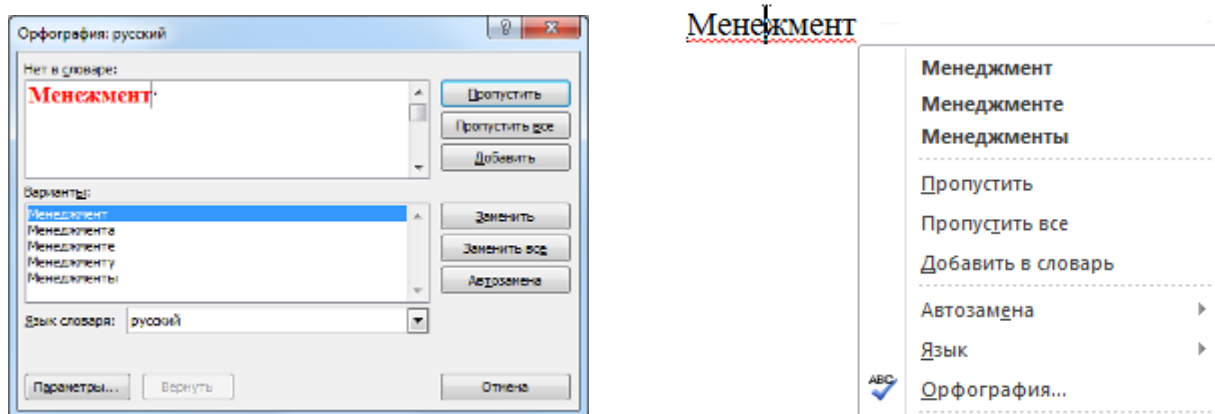 Орфография: русский
Нет в словаре:
Менежмент
Пропустить
Пропустить все
Добавить
Варианты:
Менеджмент
Менеджмента
Менеджменте
Менеджменту
Менеджменты
Заменить
Заменить все
Автозамена
Язык словаря: русский
Параметры... Вернуть Отмена
Менежмент
Менеджмент
Менеджменте
Менеджменты
Пропустить
Пропустить все
Добавить в словарь
Автозамена
Язык
ABC Орфография...